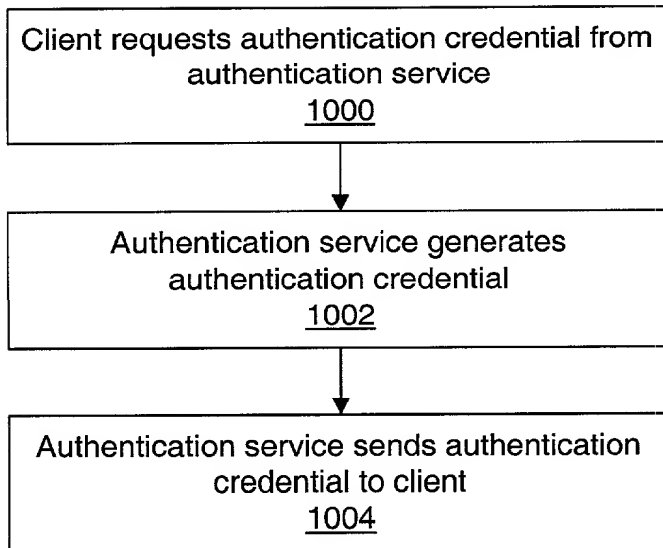 Client requests authentication credential from
authentication service
1000
Authentication service generates
authentication credential
1002
Authentication service sends authentication
credential to client
1004